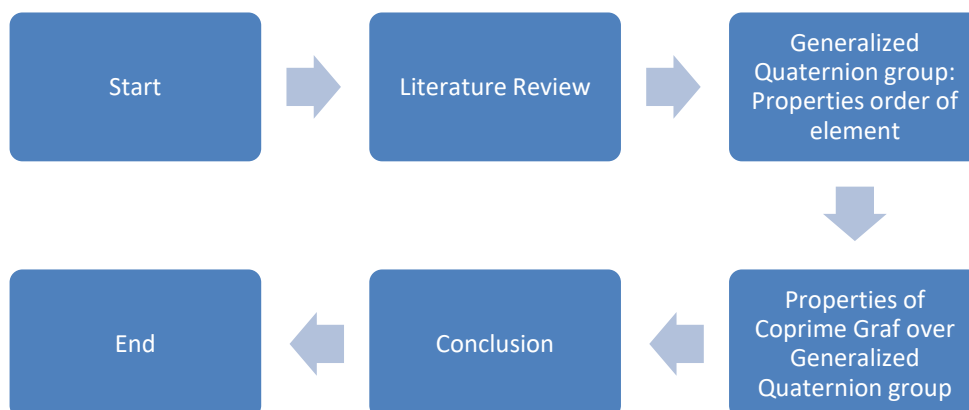 Start
Literature Review
Generalized
Quaternion group:
Properties order of
element
Properties of
Coprime Graf over
Generalized
Quaternion group
Conclusion
End